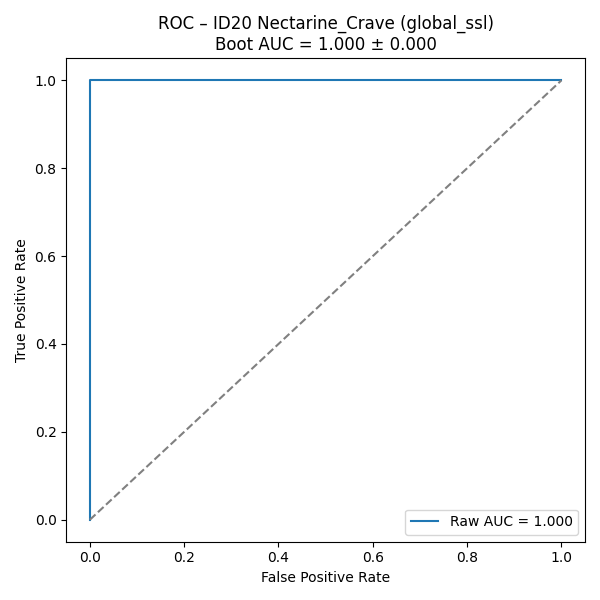 ROC – ID20 Nectarine_Crave (global_ssl)
Boot AUC = 1.000 ± 0.000
True Positive Rate
1.0
0.8
0.6
0.4
0.2
0.0
Raw AUC = 1.000
0.0 0.2 0.4 0.6 0.8 1.0
False Positive Rate